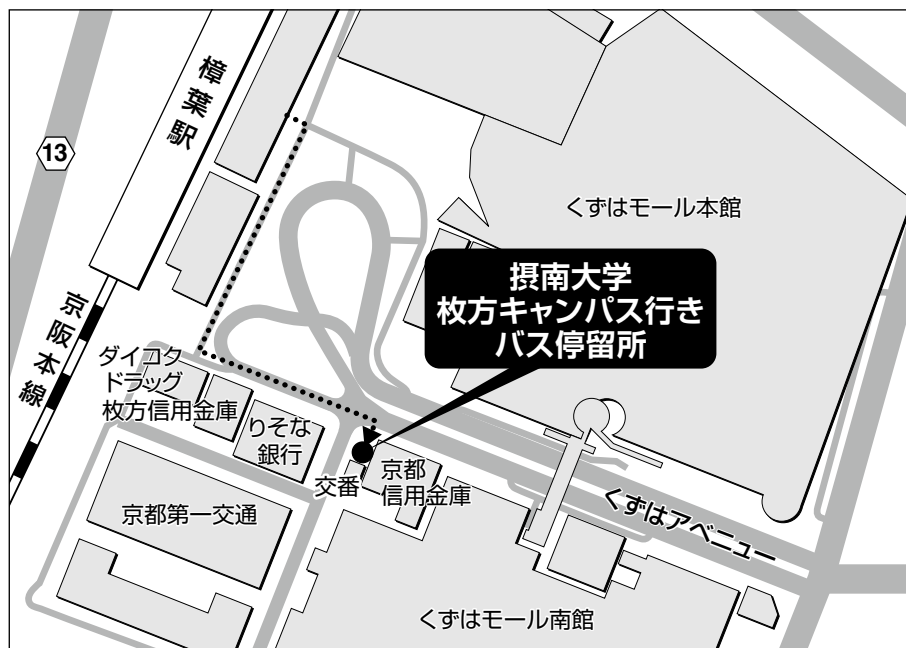 樟葉駅
13
京阪本線
くずはモール本館
摂南大学
枚方キャンパス行き
バス停留所
ダイコク
ドラッグ
枚方信用金庫
りそな
銀行
交番
京都
信用金庫
京都第一交通
くずはアベニュー
くずはモール南館